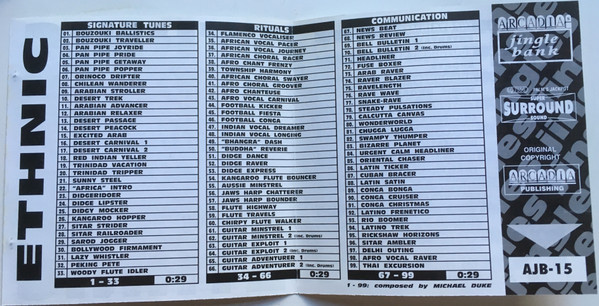 ETHNIC
SIGNATURE TUNES
01. BOUZOUKI BALLISTICS
02. BOUZOUKI TRAVELLER
03. PAN PIPE JOYRIDE
04. PAN PIPE PRIDE
05. PAN PIPE GETAWAY
06. PAN PIPE POPPER
07. ORINOCO DRIFTER
08. CHILEAN WANDERER
09. ARABIAN STROLLER
10. DESERT TREK
11. ARABIAN ADVANCER
12. ARABIAN RELAXER
13. DESERT PASSAGE
14. DESERT PEACOCK
15. EXCITED ARAB
16. DESERT CARNIVAL 1
17. DESERT CARNIVAL 2
18. RED INDIAN YELLER
19. TRINIDAD VACATION
20. TRINIDAD TRIPPER
21. SUNNY STEEL
22. "AFRICA" INTRO
23. DIDGERIDOER
24. DIDGE LIPSTER
25. DIDGY MOCKER
26. KANGAROO HOPPER
27. SITAR STRIDER
28. SITAR RAILROADER
29. SAROD JOGGER
30. BOLLYWOOD FIRMAMENT
31. LAZY WHISTLER
32. PEKING PETE
33. WOODY FLUTE IDLER
1 - 33 0:29
RITUALS
34. FLAMENCO VOCALISER
35. AFRICAN VOCAL PACER
36. AFRICAN VOCAL JOURNEY
37. AFRICAN CHORAL RACER
38. AFRO CHANT FRENZY
39. TOWNSHIP HARMONY
40. AFRICAN CHORAL SWAYER
41. AFRO CHORAL GROOVER
42. AFRO CHANTEUSE
43. AFRO VOCAL CARNIVAL
44. FOOTBALL KICKER
45. FOOTBALL FIESTA
46. FOOTBALL CONGA
47. INDIAN VOCAL DREAMER
48. INDIAN VOCAL LONGING
49. "BHANGRA" DASH
50. "BUDDHA" REVERIE
51. DIDGE DANCE
52. DIDGE RAVER
53. DIDGE EXPRESS
54. KANGAROO FLUTE BOUNCER
55. AUSSIE MINSTREL
56. JAWS HARP CHATTERER
57. JAWS HARP BOUNDER
58. FLUTE HIGHWAY
59. FLUTE TRAVELS
60. CHIRPY FLUTE WALKER
61. GUITAR MINSTREL 1
62. GUITAR MINSTREL 2 (inc. Drums)
63. GUITAR EXPLOIT 1
64. GUITAR EXPLOIT 2 (inc. Drums)
65. GUITAR ADVENTURER 1
66. GUITAR ADVENTURER 2 (inc. Drums)
34 - 66 0:29
COMMUNICATION
67. NEWS BEAT
68. NEWS REVIEW
69. BELL BULLETIN 1
70. BELL BULLETIN 2 (inc. Drums)
71. HEADLINER
72. FUSE BOXER
73. ARAB RAVER
74. RAVER BLAZER
75. RAVELENGTH
76. RAVE WAVE
77. SNAKE-RAVE
78. STEADY PULSATIONS
79. CALCUTTA CANVAS
80. WONDERWORLD
81. CHUGGA LUGGA
82. SWAMPY THUMPER
83. BIZARRE PLANET
84. URGENT CALM HEADLINER
85. ORIENTAL CHASER
86. LATIN TICKER
87. CUBAN BRACER
88. LATIN SATIN
89. CONGA BONGA
90. CONGA CRUISER
91. CONGA CHRISTMAS
92. LATINO FRENETICO
93. RIO BOOMER
94. LATINO TREK
95. RICKSHAW HORIZONS
96. SITAR AMBLER
97. DELHI OUTING
98. AFRO VOCAL RAVER
99. THAI EXCURSION
67 - 99 0:29
1 - 99: composed by MICHAEL DUKE
ARCADIA
jingle
bank
SURROUND
SOUND
ORIGINAL
COPYRIGHT
ARCADIA
PUBLISHING
AJB-15